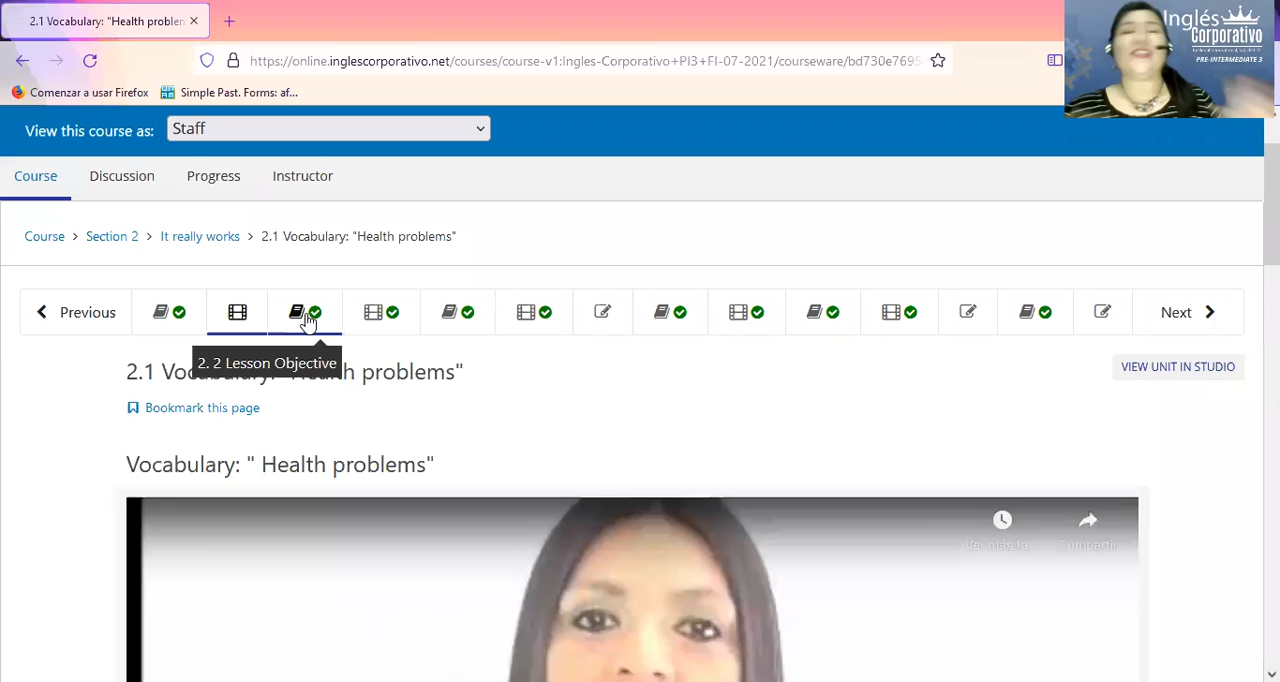 2.1 Vocabulary: "Health problem
https://online.inglescorporativo.net/courses/course-v1:Ingles-Corporativo+PI3+FI-07-2021/courseware/bd730e7695
Inglés
Corporativo
PRE-INTERMEDIATE 3
Comenzar a usar Firefox
Simple Past. Forms: af...
View this course as:
Staff
Course
Discussion
Progress
Instructor
Course > Section 2 > It really works > 2.1 Vocabulary: "Health problems"
Previous
Next
2. 2 Lesson Objective
2.1 Vocabulary: "Health problems"
VIEW UNIT IN STUDIO
Bookmark this page
Vocabulary: " Health problems"
Compartir